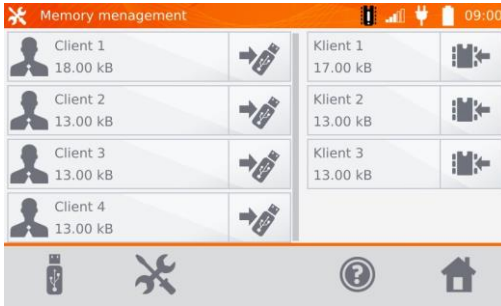 Memory menagement
09:00
Client 1
18.00 kB
Client 2
13.00 kB
Client 3
13.00 kB
Client 4
13.00 kB
Klient 1
17.00 kB
Klient 2
13.00 kB
Klient 3
13.00 kB